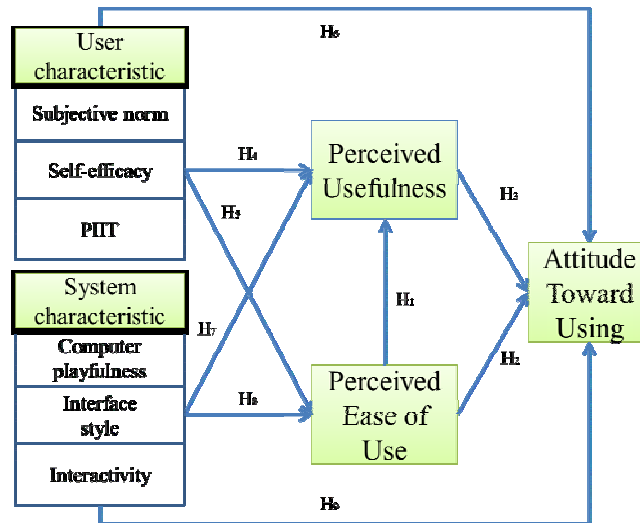 User
characteristic
Subjective norm
Self-efficacy
PIIT
System
characteristic
Computer
playfulness
Interface
style
Interactivity
H₆
H₄
H₅
H₇
H₈
H₉
Perceived
Usefulness
H₁
Perceived
Ease of
Use
H₃
H₂
Attitude
Toward
Using